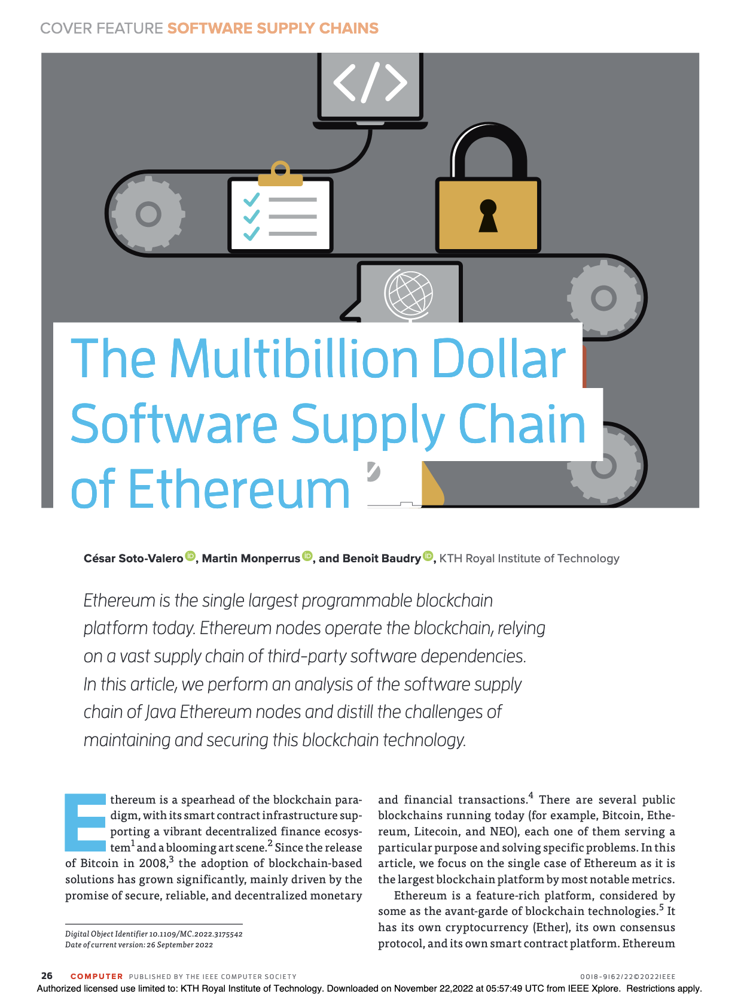 COVER FEATURE SOFTWARE SUPPLY CHAINS
</>
The Multibillion Dollar
Software Supply Chain
of Ethereum
César Soto-Valero iD, Martin Monperrus iD, and Benoit Baudry iD, KTH Royal Institute of Technology
Ethereum is the single largest programmable blockchain
platform today. Ethereum nodes operate the blockchain, relying
on a vast supply chain of third-party software dependencies.
In this article, we perform an analysis of the software supply
chain of Java Ethereum nodes and distill the challenges of
maintaining and securing this blockchain technology.
Ethereum is a spearhead of the blockchain para-
digm, with its smart contract infrastructure sup-
porting a vibrant decentralized finance ecosys-
tem1 and a blooming art scene.2 Since the release
of Bitcoin in 2008,3 the adoption of blockchain-based
solutions has grown significantly, mainly driven by the
promise of secure, reliable, and decentralized monetary
Digital Object Identifier 10.1109/MC.2022.3175542
Date of current version: 26 September 2022
and financial transactions.4 There are several public
blockchains running today (for example, Bitcoin, Ethe-
reum, Litecoin, and NEO), each one of them serving a
particular purpose and solving specific problems. In this
article, we focus on the single case of Ethereum as it is
the largest blockchain platform by most notable metrics.
Ethereum is a feature-rich platform, considered by
some as the avant-garde of blockchain technologies.5 It
has its own cryptocurrency (Ether), its own consensus
protocol, and its own smart contract platform. Ethereum
26 COMPUTER PUBLISHED BY THE IEEE COMPUTER SOCIETY 0018-9162/22©2022IEEE
Authorized licensed use limited to: KTH Royal Institute of Technology. Downloaded on November 22,2022 at 05:57:49 UTC from IEEE Xplore. Restrictions apply.